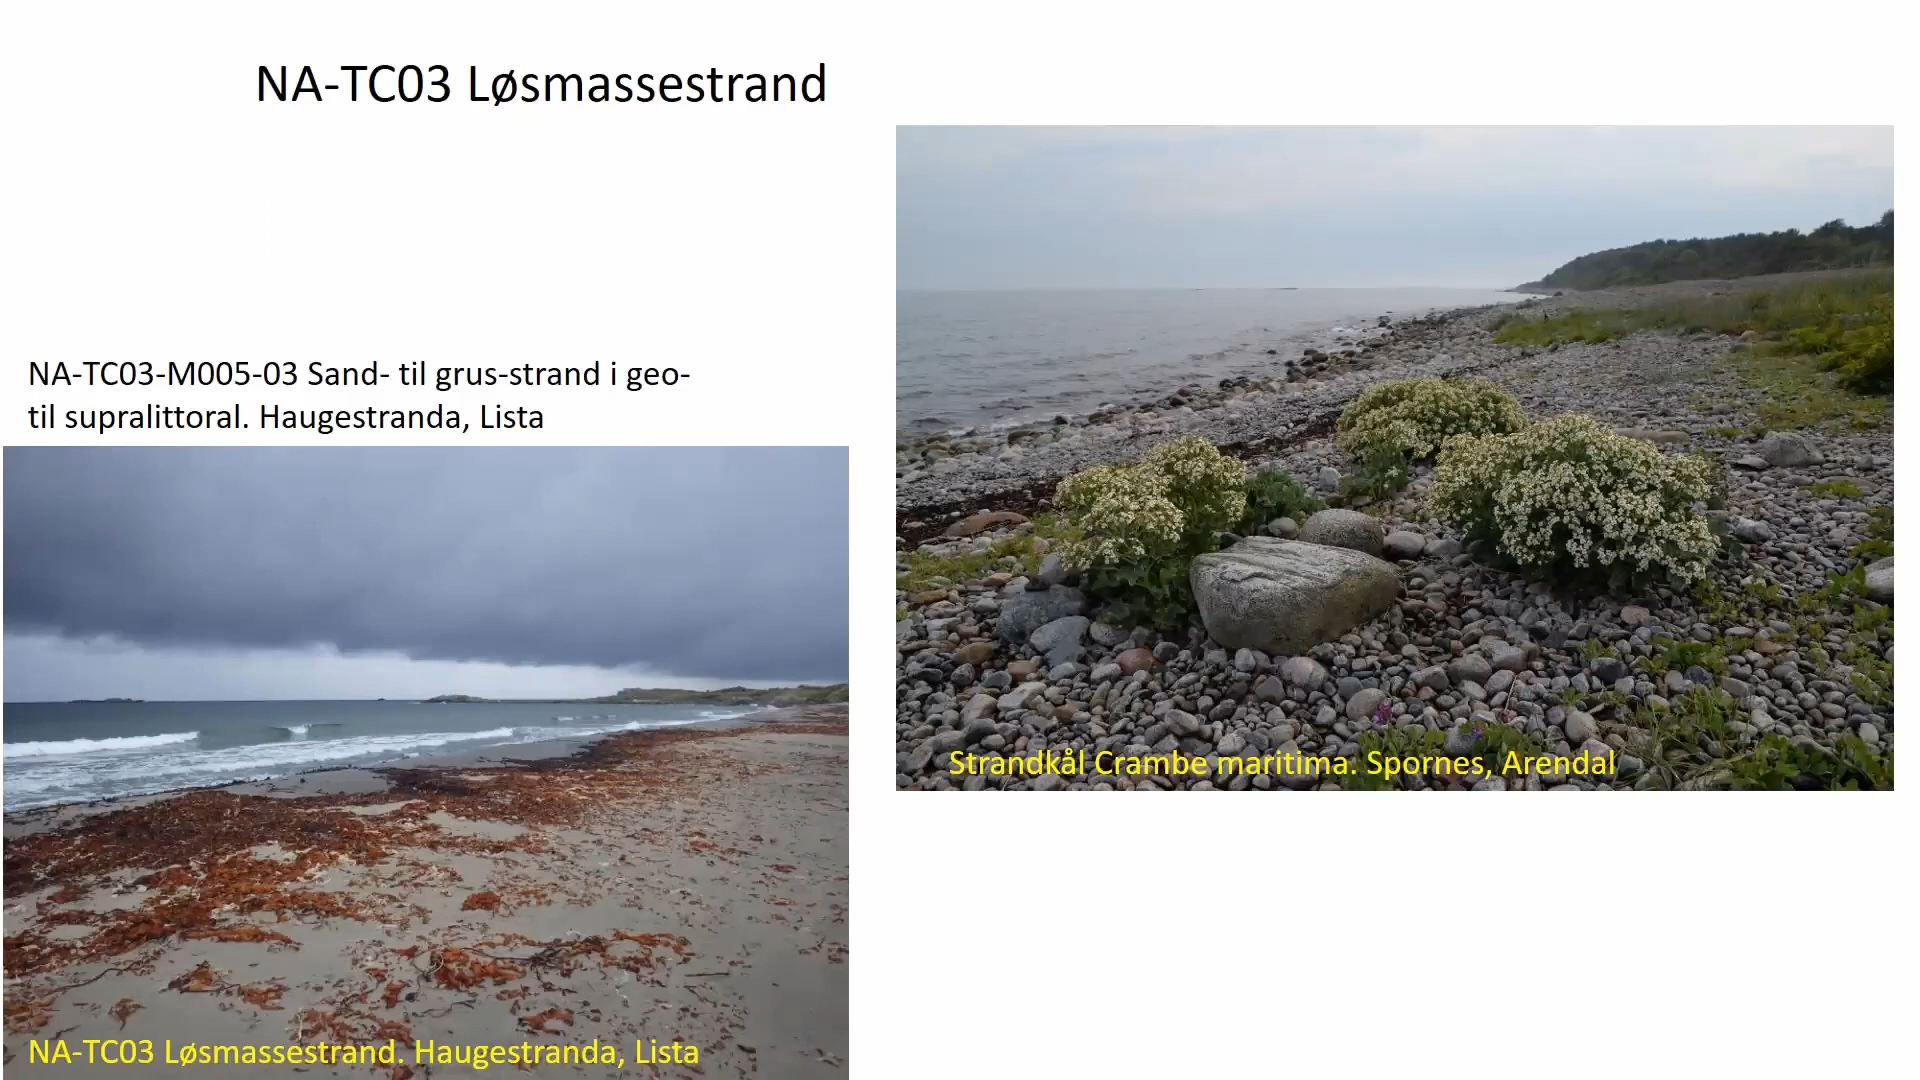 NA-TC03 Løsmassestrand
NA-TC03-M005-03 Sand- til grus-strand i geo-
til supralittoral. Haugestranda, Lista
NA-TC03 Løsmassestrand. Haugestranda, Lista
Strandkål Crambe maritima. Spornes, Arendal